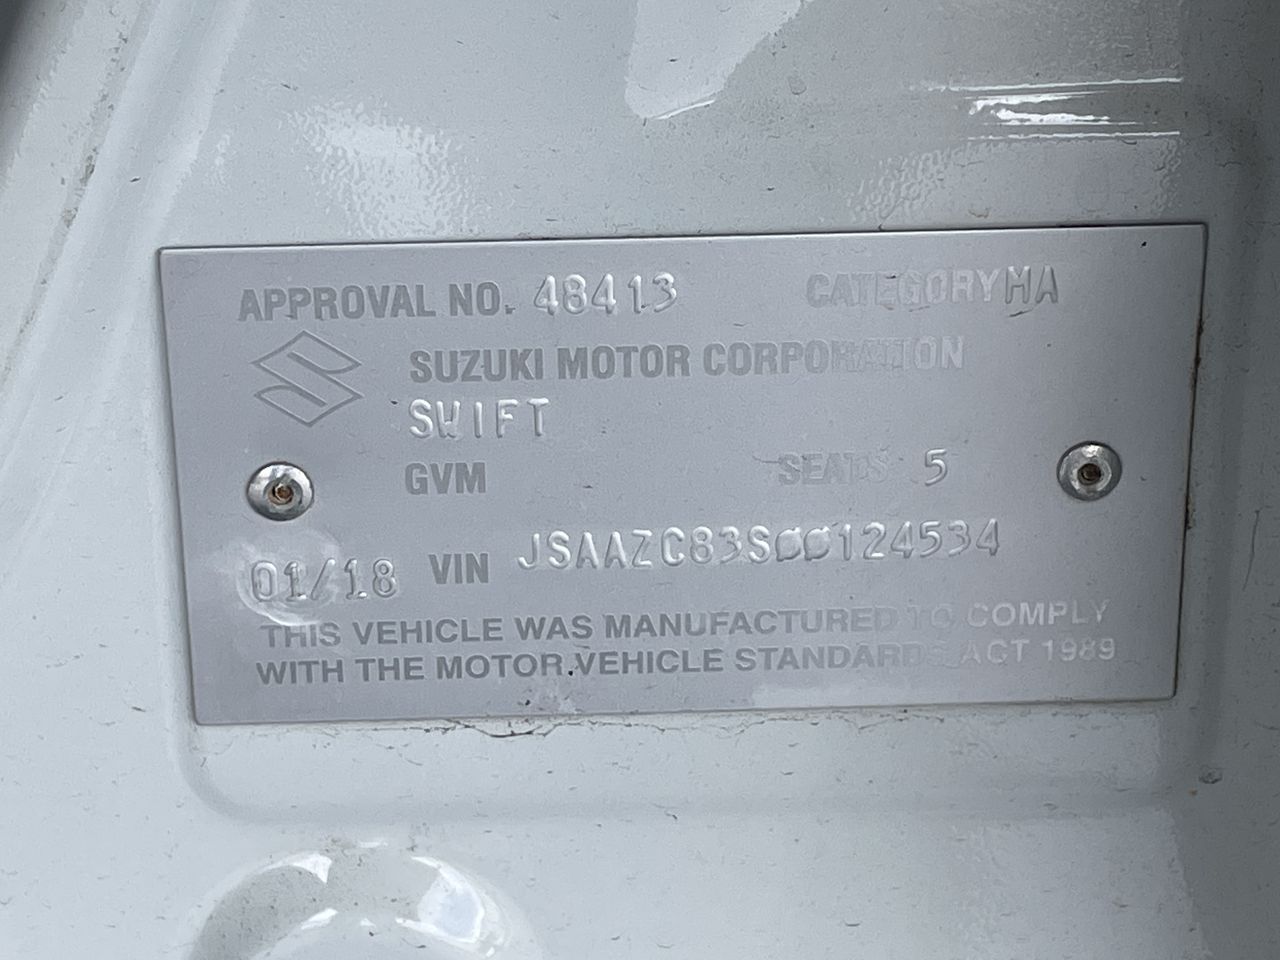 APPROVAL NO. 48413 CATEGORY MA
SUZUKI MOTOR CORPORATION
SWIFT
GVM SEATS 5
01/18 VIN JSAAZC83S00124534
THIS VEHICLE WAS MANUFACTURED TO COMPLY
WITH THE MOTOR VEHICLE STANDARDS ACT 1989